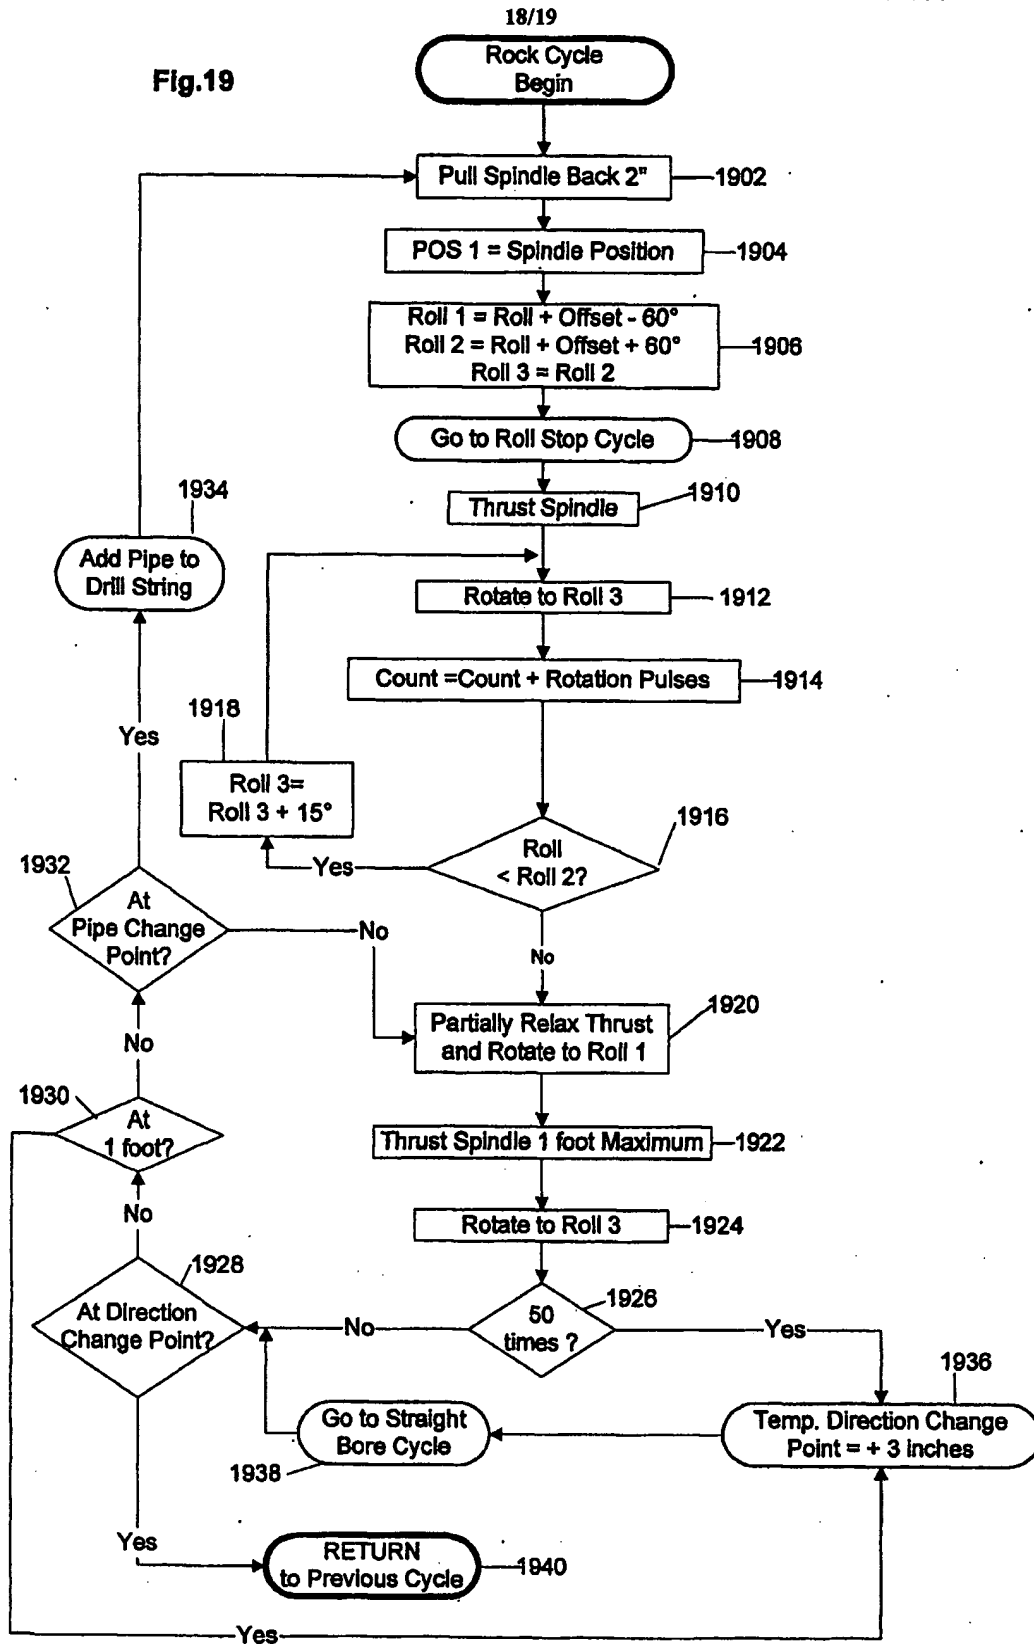 18/19
Fig.19
Rock Cycle
Begin
Pull Spindle Back 2"
1902
POS 1 = Spindle Position
1904
Roll 1 = Roll + Offset - 60°
Roll 2 = Roll + Offset + 60°
Roll 3 = Roll 2
1906
Go to Roll Stop Cycle
1908
1934
Thrust Spindle
1910
Add Pipe to
Drill String
Rotate to Roll 3
1912
Count =Count + Rotation Pulses
1914
1918
Yes
Roll 3=
Roll 3 + 15°
1916
Roll
< Roll 2?
Yes
1932
At
Pipe Change
Point?
No
No
1920
Partially Relax Thrust
and Rotate to Roll 1
No
1930
At
1 foot?
Thrust Spindle 1 foot Maximum
1922
No
Rotate to Roll 3
1924
1928
At Direction
Change Point?
No
50
times ?
1926
Yes
1936
Go to Straight
Bore Cycle
1938
Temp. Direction Change
Point = + 3 inches
Yes
RETURN
to Previous Cycle
1940
Yes